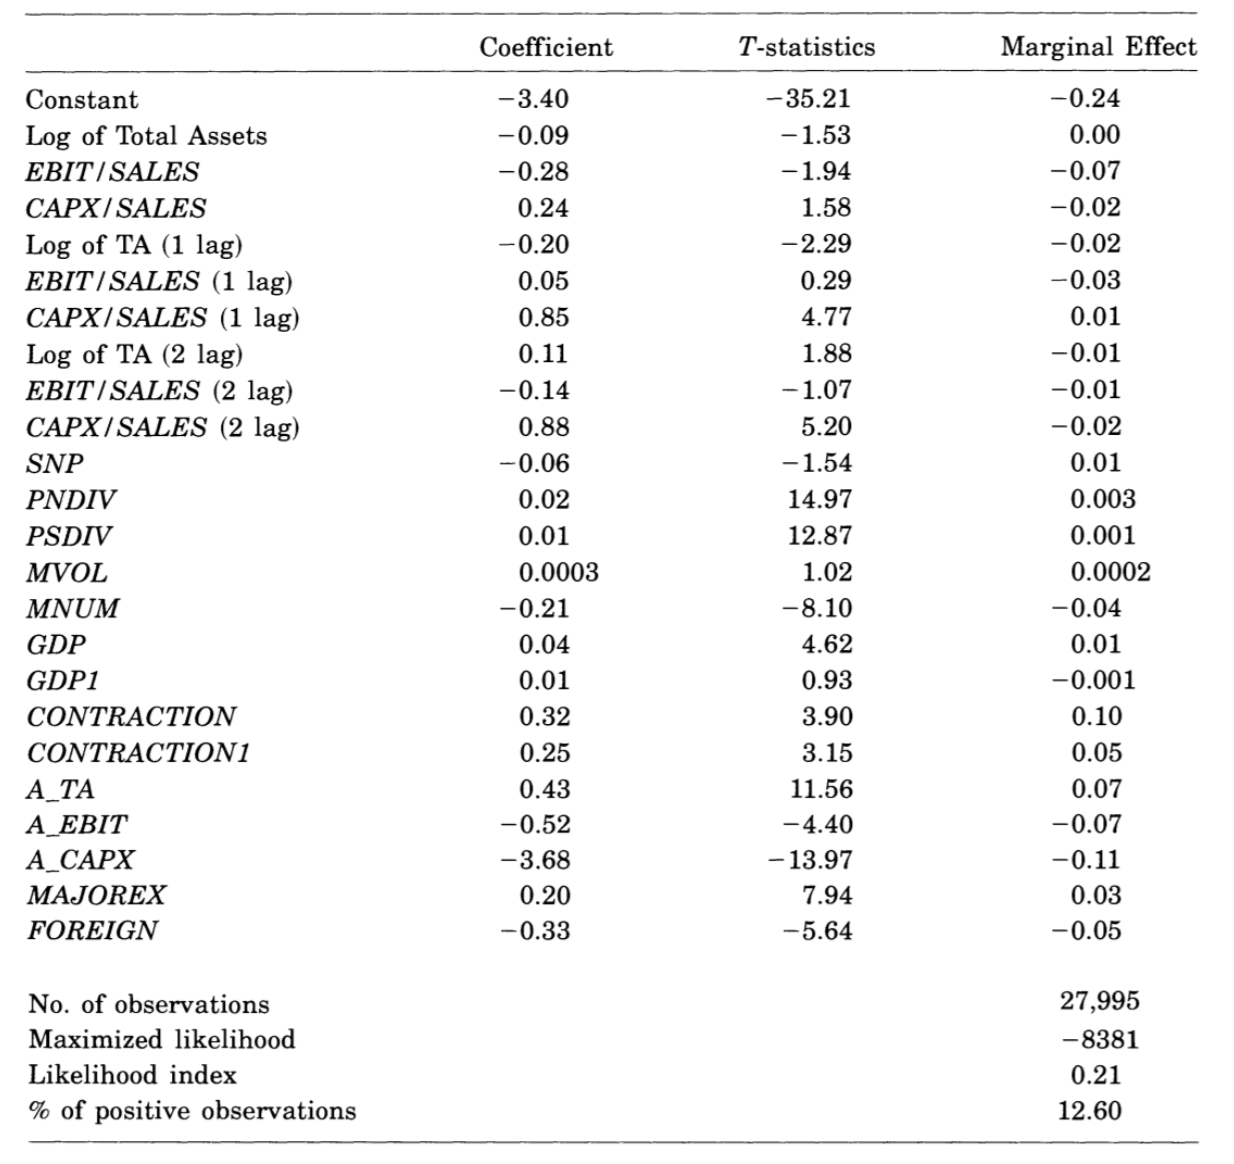 Coefficient T-statistics Marginal Effect
Constant −3.40 −35.21 −0.24
Log of Total Assets −0.09 −1.53 0.00
EBIT/SALES −0.28 −1.94 −0.07
CAPX/SALES 0.24 1.58 −0.02
Log of TA (1 lag) −0.20 −2.29 −0.02
EBIT/SALES (1 lag) 0.05 0.29 −0.03
CAPX/SALES (1 lag) 0.85 4.77 0.01
Log of TA (2 lag) 0.11 1.88 −0.01
EBIT/SALES (2 lag) −0.14 −1.07 −0.01
CAPX/SALES (2 lag) 0.88 5.20 −0.02
SNP −0.06 −1.54 0.01
PNDIV 0.02 14.97 0.003
PSDIV 0.01 12.87 0.001
MVOL 0.0003 1.02 0.0002
MNUM −0.21 −8.10 −0.04
GDP 0.04 4.62 0.01
GDP1 0.01 0.93 −0.001
CONTRACTION 0.32 3.90 0.10
CONTRACTION1 0.25 3.15 0.05
A_TA 0.43 11.56 0.07
A_EBIT −0.52 −4.40 −0.07
A_CAPX −3.68 −13.97 −0.11
MAJOREX 0.20 7.94 0.03
FOREIGN −0.33 −5.64 −0.05
No. of observations 27,995
Maximized likelihood −8381
Likelihood index 0.21
% of positive observations 12.60